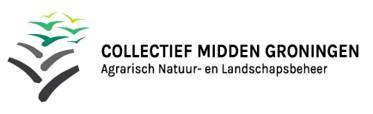 COLLECTIEF MIDDEN GRONINGEN
Agrarisch Natuur- en Landschapsbeheer